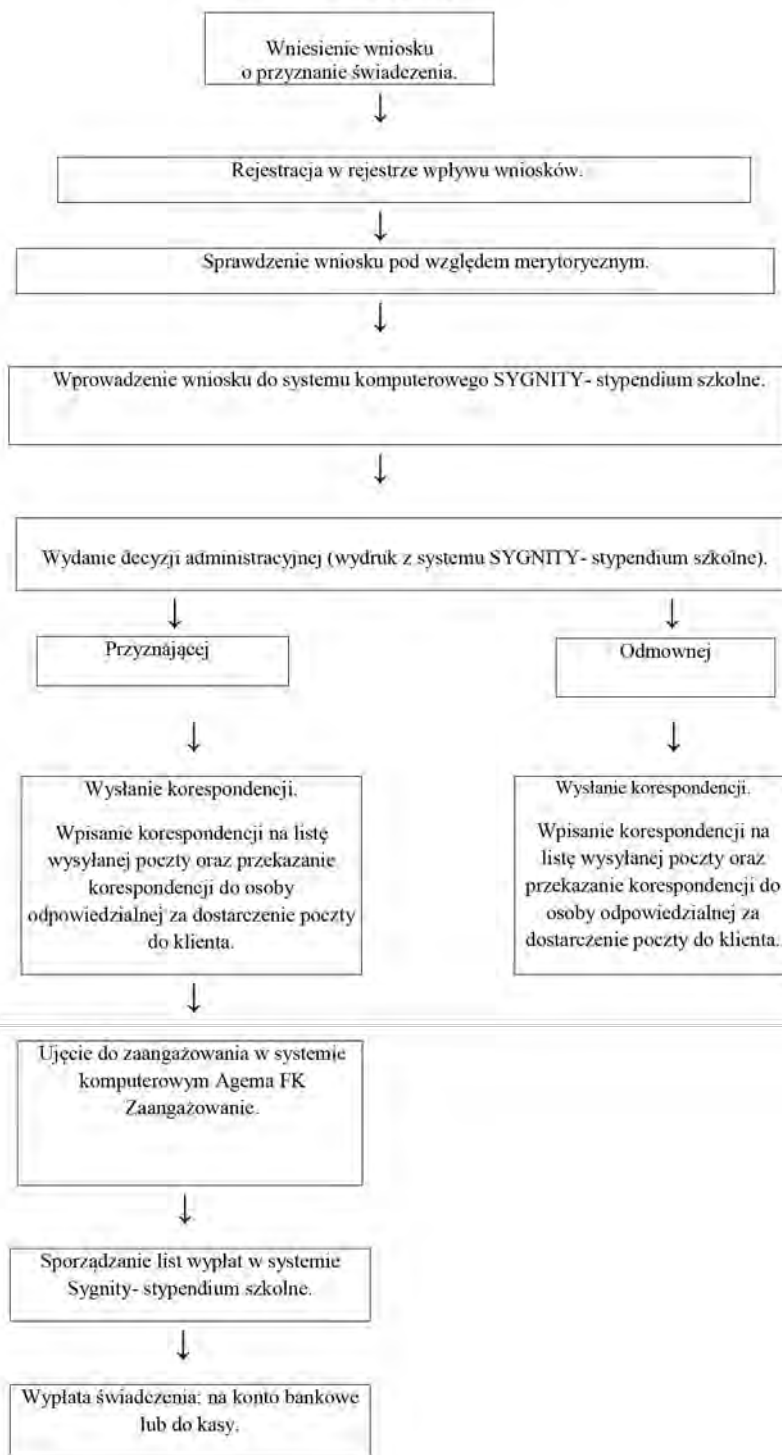 Wniesienie wniosku
o przyznanie świadczenia.
Rejestracja w rejestrze wpływu wniosków.
Sprawdzenie wniosku pod względem merytorycznym.
Wprowadzenie wniosku do systemu komputerowego SYGNITY- stypendium szkolne.
Wydanie decyzji administracyjnej (wydruk z systemu SYGNITY- stypendium szkolne).
Przyznającej
Odmownej
Wysłanie korespondencji.
Wpisanie korespondencji na listę
wysyłanej poczty oraz przekazanie
korespondencji do osoby
odpowiedzialnej za dostarczenie poczty
do klienta.
Wysłanie korespondencji.
Wpisanie korespondencji na
listę wysyłanej poczty oraz
przekazanie korespondencji do
osoby odpowiedzialnej za
dostarczenie poczty do klienta.
Ujęcie do zaangażowania w systemie
komputerowym Agema FK
Zaangażowanie.
Sporządzanie list wypłat w systemie
Sygnity- stypendium szkolne.
Wypłata świadczenia: na konto bankowe
lub do kasy.